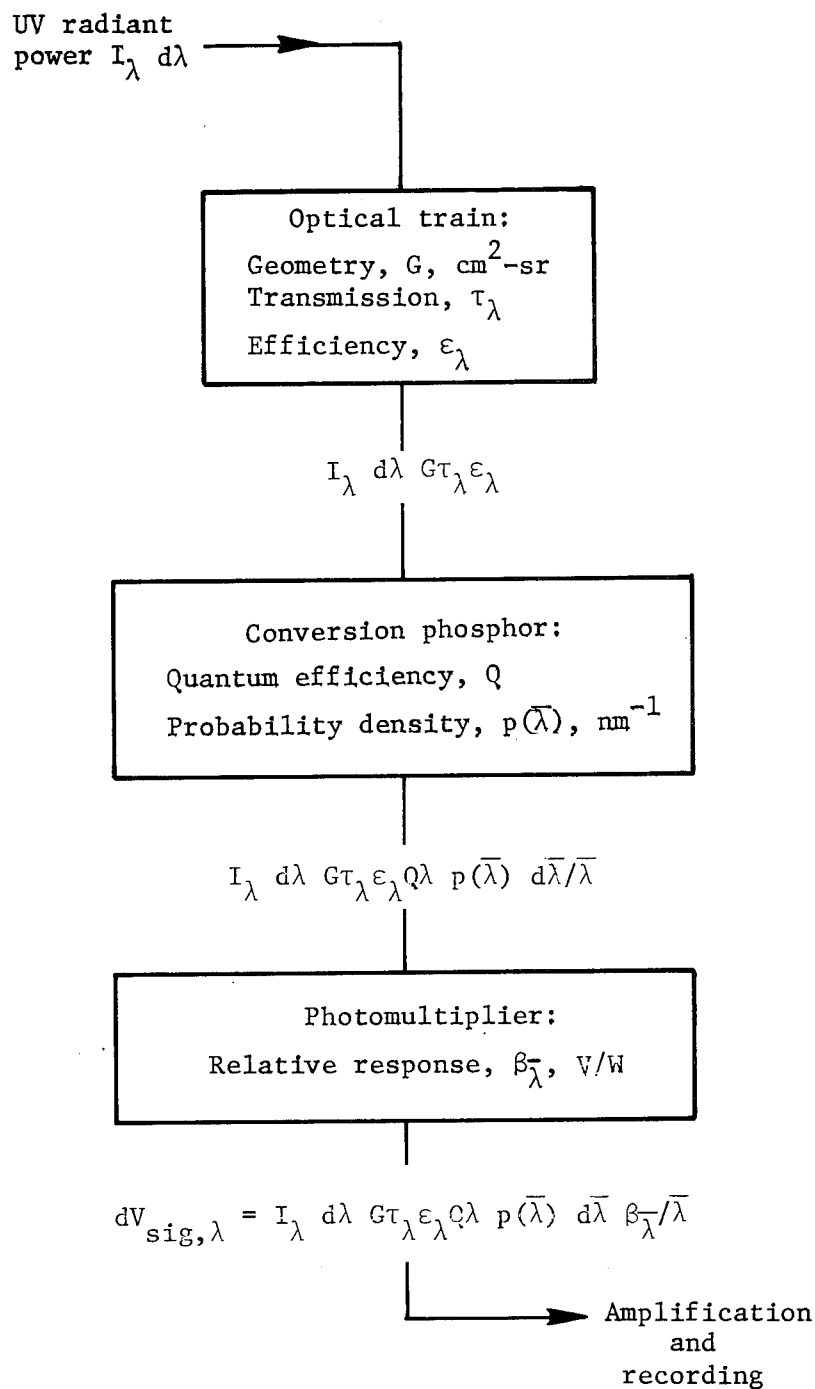 UV radiant
power I_λ dλ
Optical train:
Geometry, G, cm²-sr
Transmission, τ_λ
Efficiency, ε_λ
I_λ dλ Gτ_λε_λ
Conversion phosphor:
Quantum efficiency, Q
Probability density, p(λ̅), nm⁻¹
I_λ dλ Gτ_λε_λQλ p(λ̅) dλ̅/λ̅
Photomultiplier:
Relative response, β_λ̅, V/W
dV_sig,λ = I_λ dλ Gτ_λε_λQλ p(λ̅) dλ̅ β_λ̅/λ̅
Amplification
and
recording